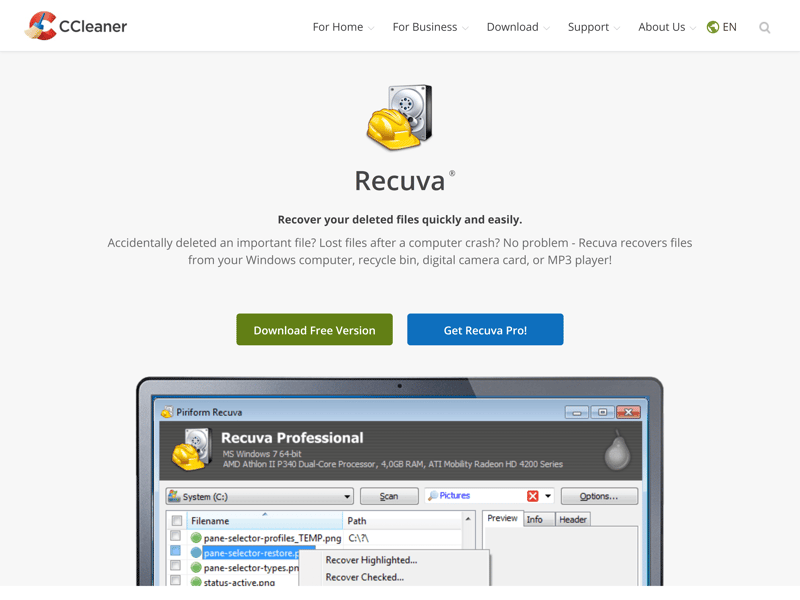 CCleaner
For Home
For Business
Download
Support
About Us
EN
Recuva®
Recover your deleted files quickly and easily.
Accidentally deleted an important file? Lost files after a computer crash? No problem - Recuva recovers files
from your Windows computer, recycle bin, digital camera card, or MP3 player!
Download Free Version
Get Recuva Pro!
Piriform Recuva
Recuva Professional
MS Windows 7 64-bit
AMD Athlon II P340 Dual-Core Processor, 4,0GB RAM, ATI Mobility Radeon HD 4200 Series
System (C:)
Scan
Pictures
Options...
Filename
Path
Preview
Info
Header
pane-selector-profiles_TEMP.png C:\?\
pane-selector-restore.p
Recover Highlighted...
pane-selector-types.pn
Recover Checked...
status-active.png